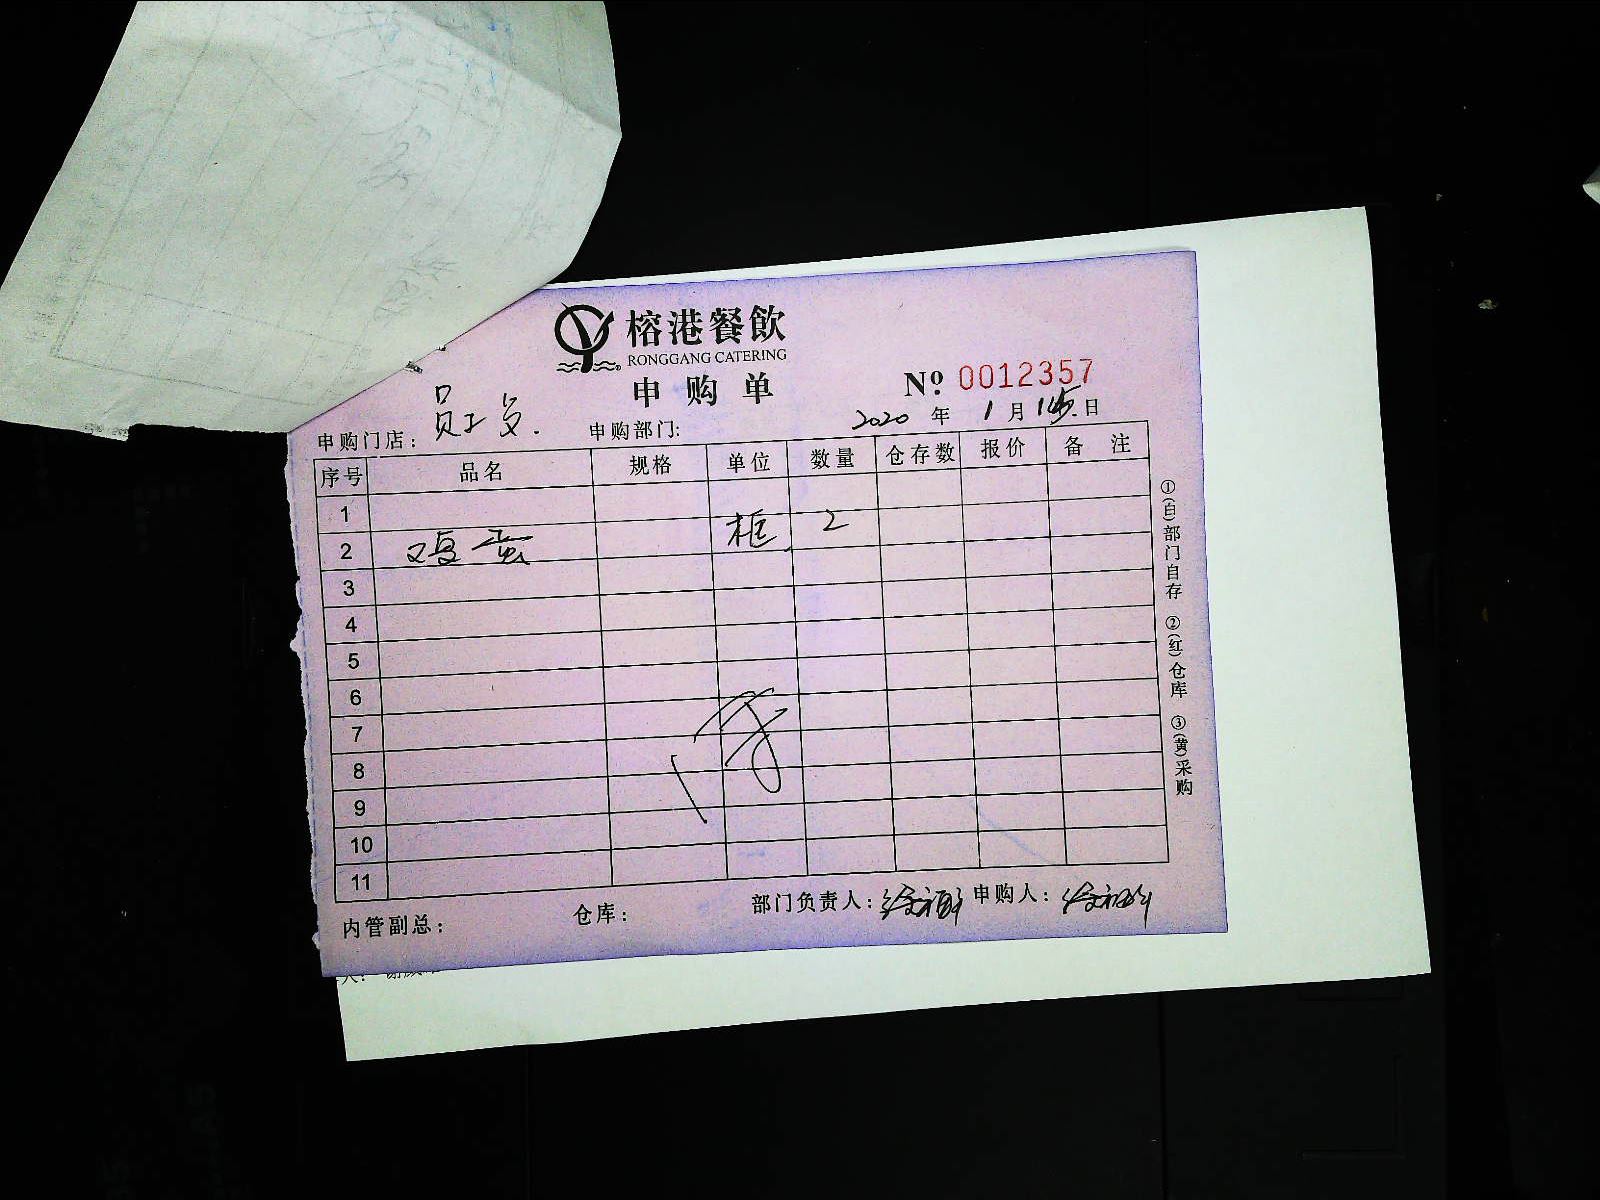 榕港餐飲
RONGGANG CATERING
申购单
№ 0012357
2020 年 1 月 日
申购门店: 员工 申购部门:
序号 品名 规格 单位 数量 仓存数 报价 备注
1
2 鸡蛋 框 2
3
4
5
6
7
8
9
10
11
内管副总: 仓库: 部门负责人: 申购人:
①(白)部门自存 ②(红)仓库 ③(黄)采购